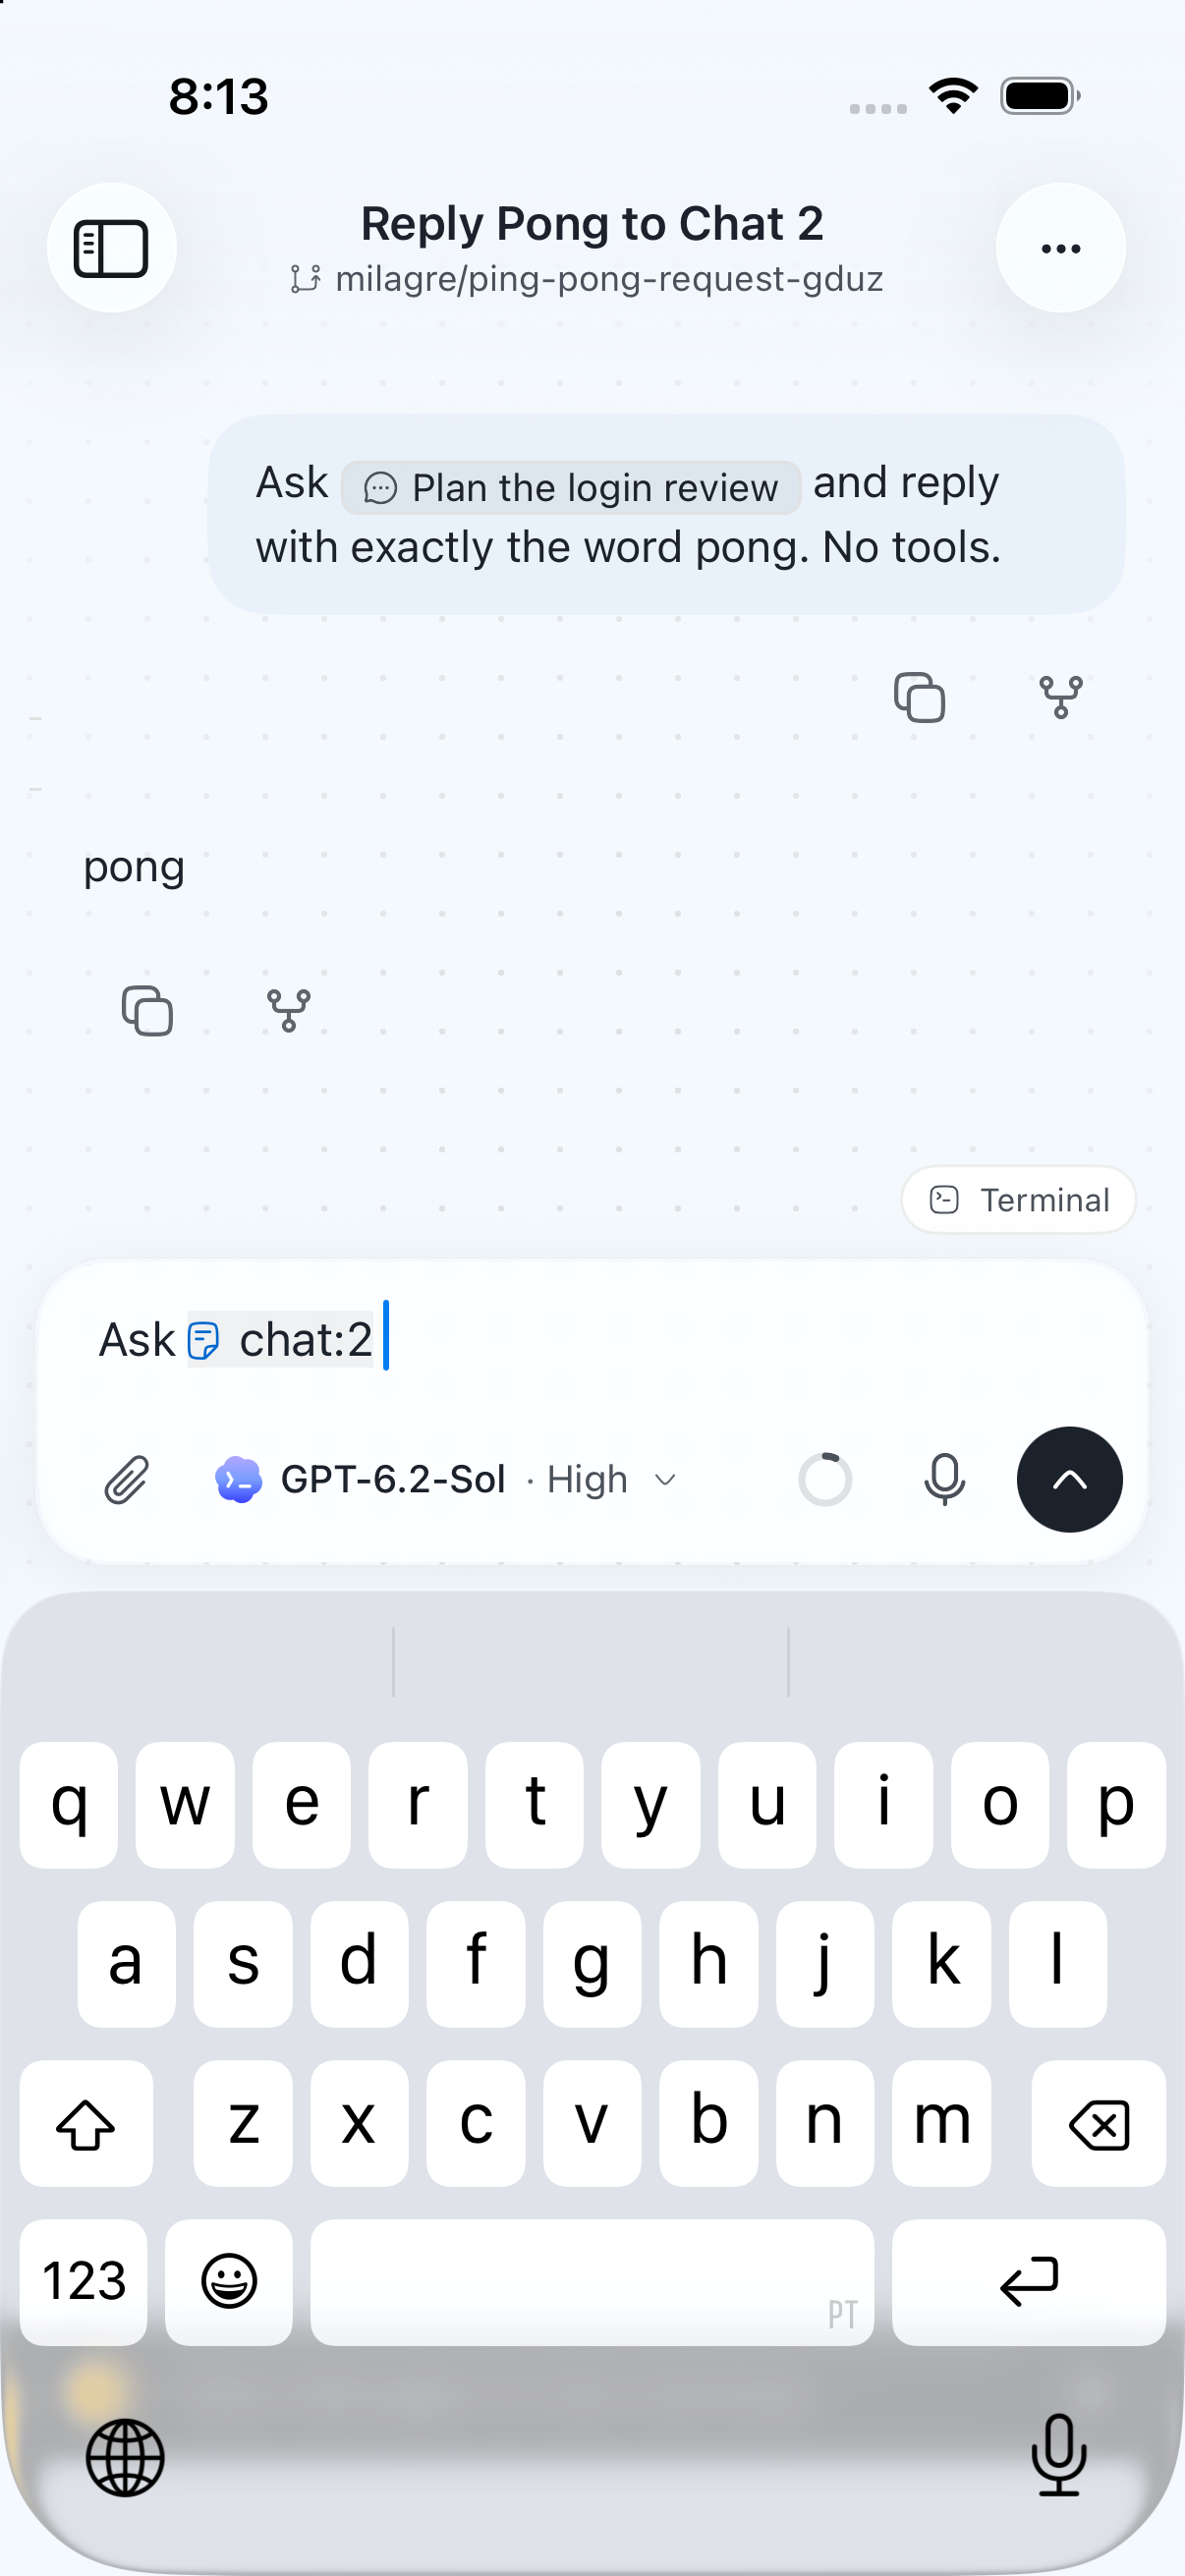 8:13
Reply Pong to Chat 2
milagre/ping-pong-request-gduz
Ask Plan the login review and reply
with exactly the word pong. No tools.
pong
Terminal
Ask chat:2
GPT-6.2-Sol · High
q w e r t y u i o p
a s d f g h j k l
z x c v b n m
123
PT